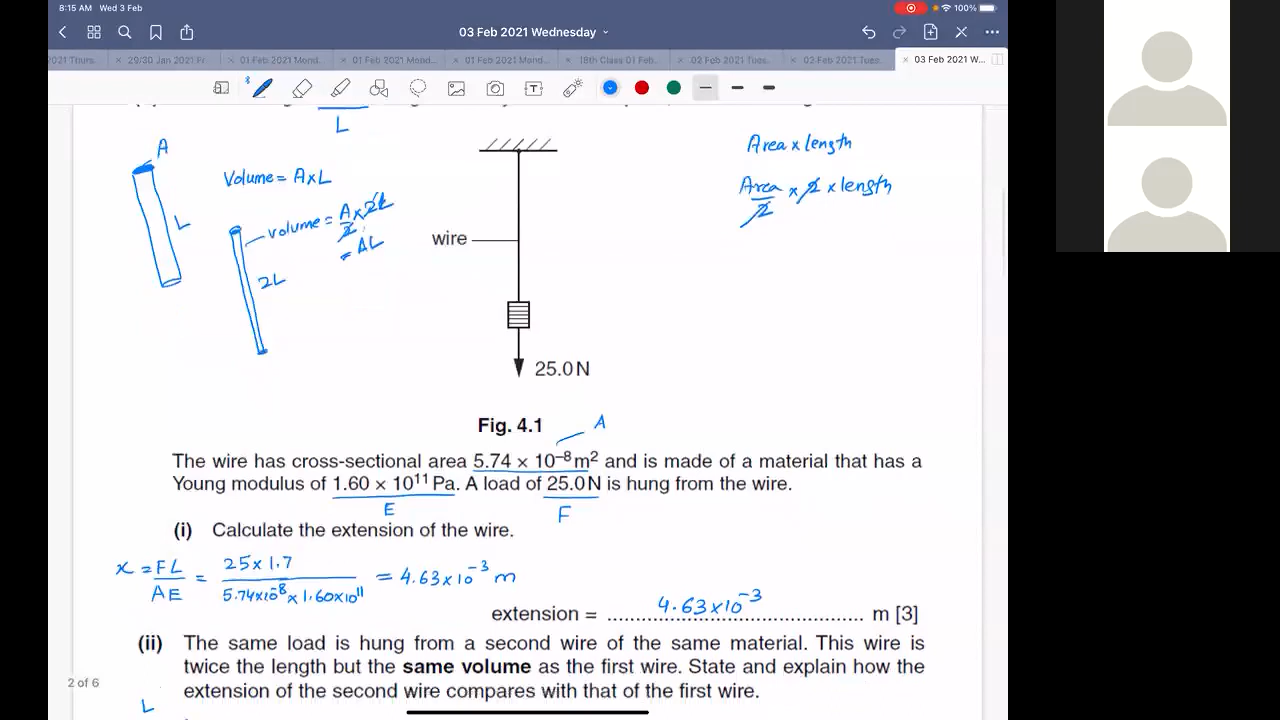 8:15 AM Wed 3 Feb
100%
03 Feb 2021 Wednesday
2021 Thurs.
29/30 Jan 2021 Fr
01 Feb 2021 Mond...
01 Feb 2021 Mond...
01 Feb 2021 Mond...
18th Class 01 Feb...
02 Feb 2021 Tues...
03 Feb 2021 Tues...
03 Feb 2021 W...
L
A
Volume = A×L
L
Volume = A/2 × 2L
= AL
2L
Area × length
Area/2 × 2 × length
wire
25.0 N
Fig. 4.1
A
The wire has cross-sectional area 5.74 × 10⁻⁸ m² and is made of a material that has a
Young modulus of 1.60 × 10¹¹ Pa. A load of 25.0 N is hung from the wire.
E
F
(i) Calculate the extension of the wire.
x = FL/AE = 25 × 1.7 / 5.74×10⁻⁸ × 1.60×10¹¹ = 4.63×10⁻³ m
extension = 4.63×10⁻³ m [3]
(ii) The same load is hung from a second wire of the same material. This wire is
twice the length but the same volume as the first wire. State and explain how the
extension of the second wire compares with that of the first wire.
2 of 6
L